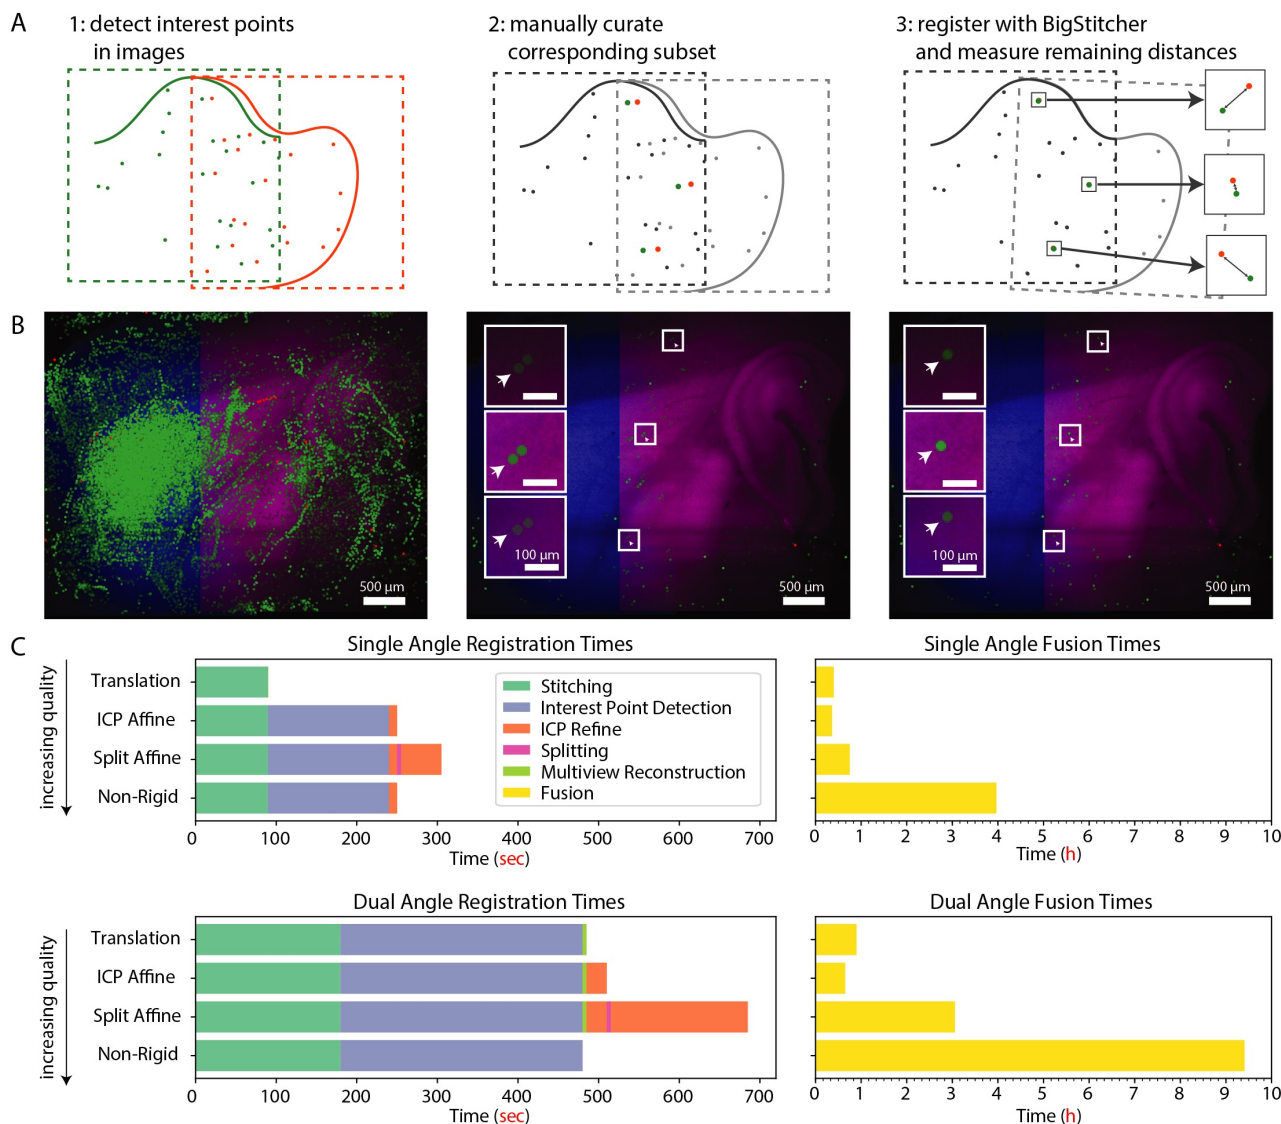 A
1: detect interest points
in images
2: manually curate
corresponding subset
3: register with BigStitcher
and measure remaining distances
B
500 µm
100 µm
500 µm
100 µm
500 µm
C
Single Angle Registration Times
increasing quality
Translation
ICP Affine
Split Affine
Non-Rigid
Stitching
Interest Point Detection
ICP Refine
Splitting
Multiview Reconstruction
Fusion
0 100 200 300 400 500 600 700
Time (sec)
Single Angle Fusion Times
0 1 2 3 4 5 6 7 8 9 10
Time (h)
Dual Angle Registration Times
increasing quality
Translation
ICP Affine
Split Affine
Non-Rigid
0 100 200 300 400 500 600 700
Time (sec)
Dual Angle Fusion Times
0 1 2 3 4 5 6 7 8 9 10
Time (h)